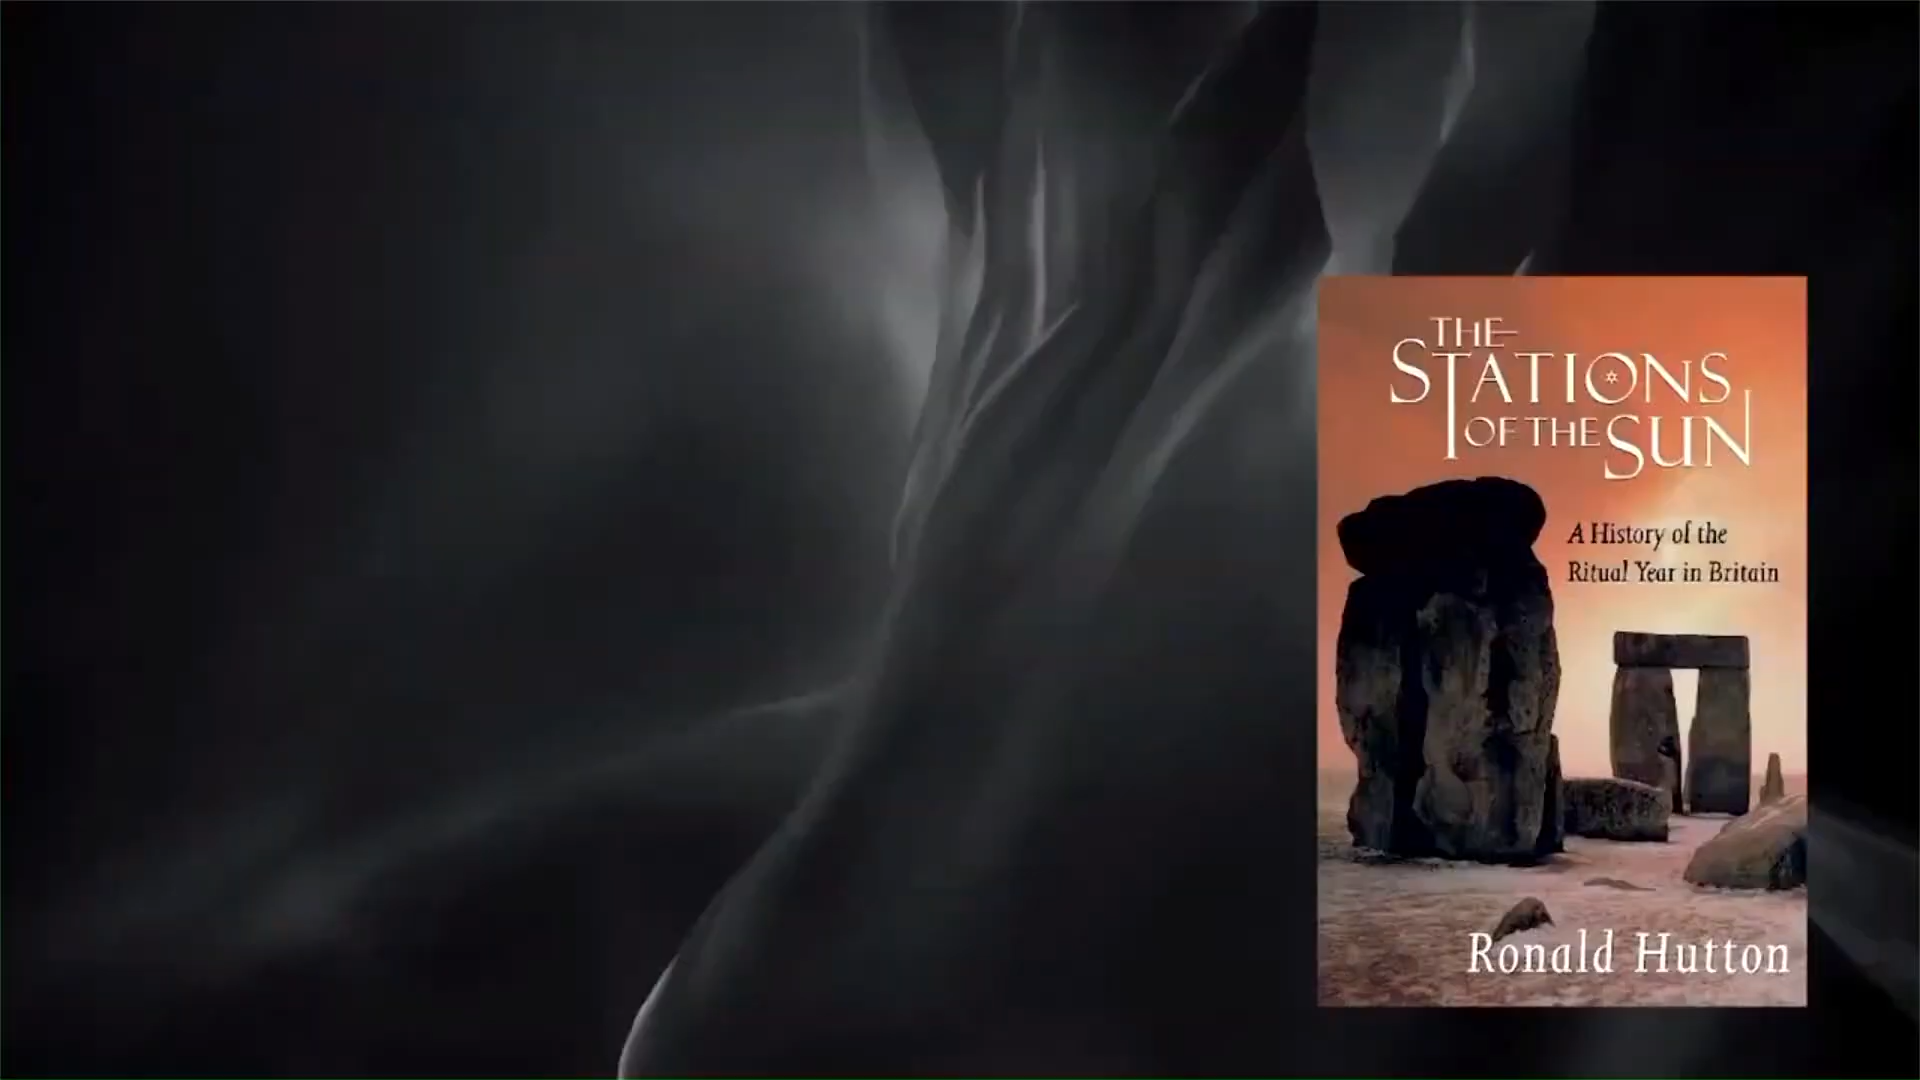 THE
STATIONS
OF THE SUN
A History of the
Ritual Year in Britain
Ronald Hutton